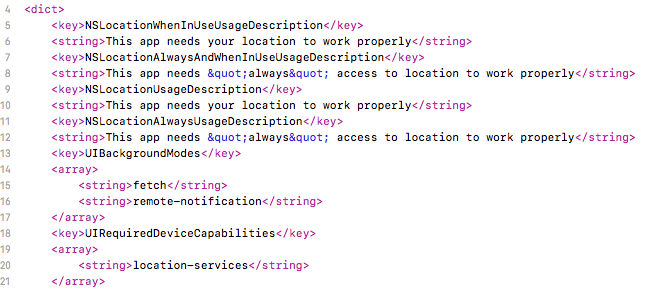 4 <dict>
5 <key>NSLocationWhenInUseUsageDescription</key>
6 <string>This app needs your location to work properly</string>
7 <key>NSLocationAlwaysAndWhenInUseUsageDescription</key>
8 <string>This app needs &quot;always&quot; access to location to work properly</string>
9 <key>NSLocationUsageDescription</key>
10 <string>This app needs your location to work properly</string>
11 <key>NSLocationAlwaysUsageDescription</key>
12 <string>This app needs &quot;always&quot; access to location to work properly</string>
13 <key>UIBackgroundModes</key>
14 <array>
15 <string>fetch</string>
16 <string>remote-notification</string>
17 </array>
18 <key>UIRequiredDeviceCapabilities</key>
19 <array>
20 <string>location-services</string>
21 </array>